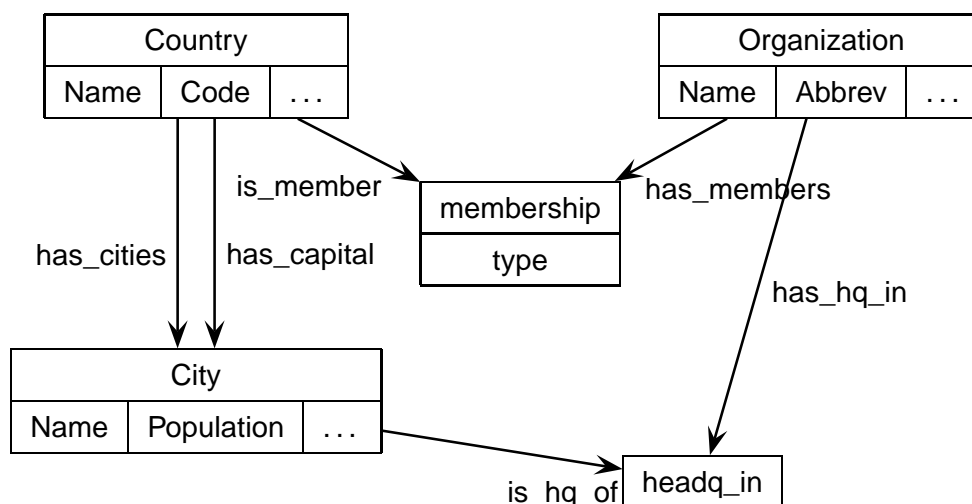 Country
Name Code ...
Organization
Name Abbrev ...
is_member
has_members
membership
type
has_cities
has_capital
has_hq_in
City
Name Population ...
is_hq_of
headq_in